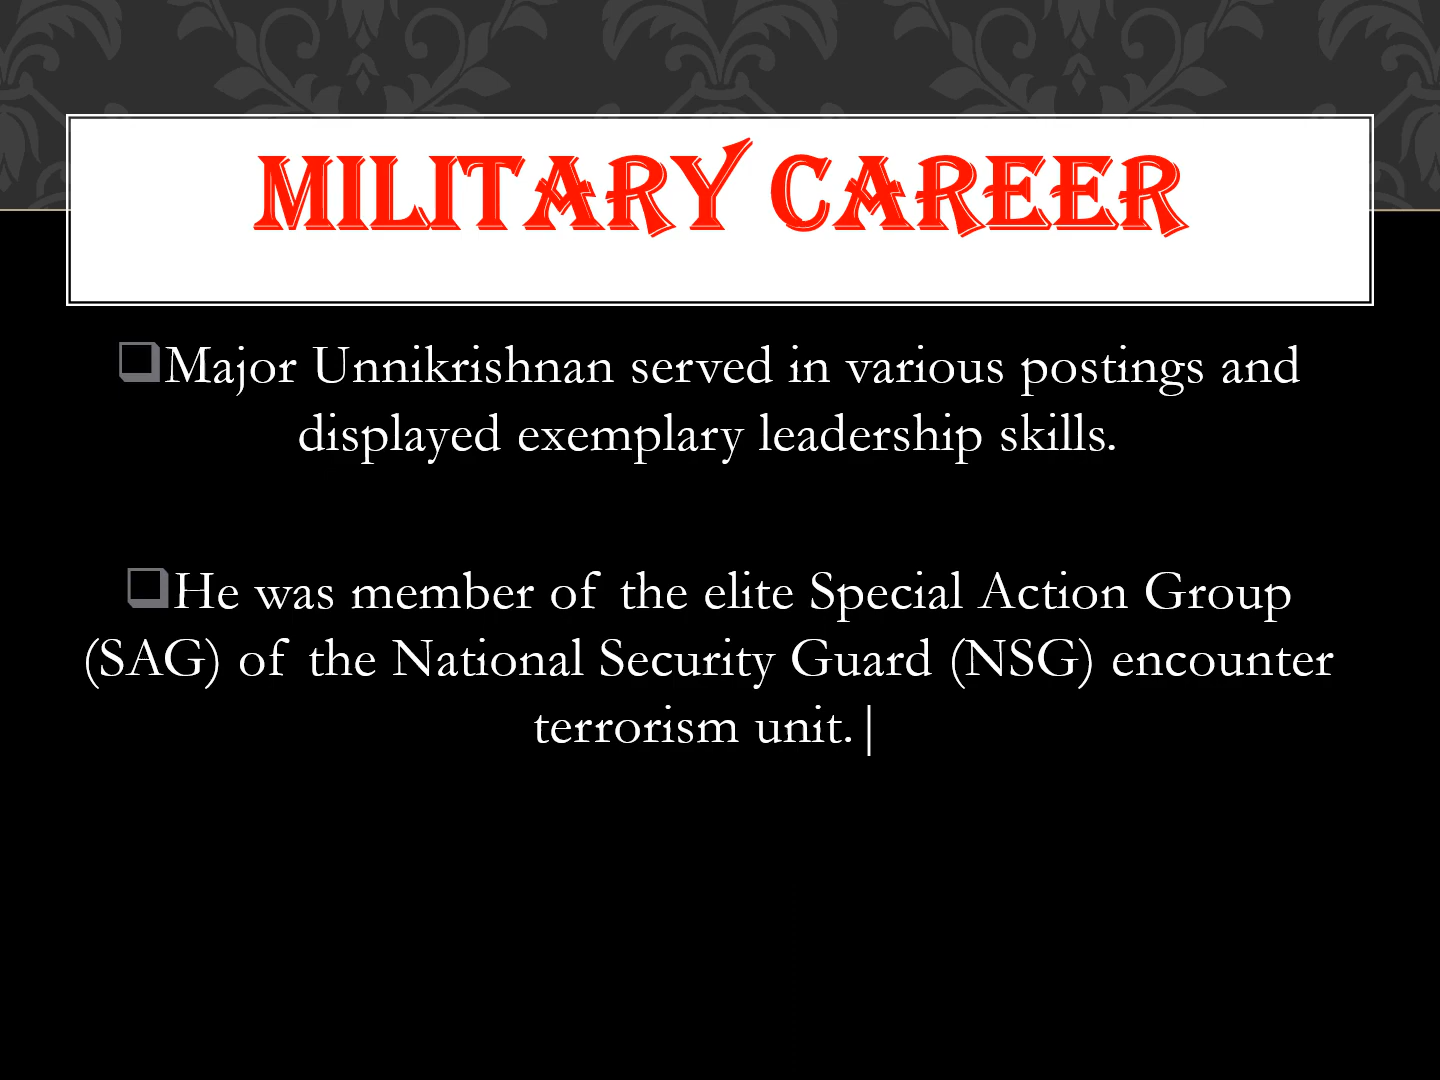 MILITARY CAREER
❑Major Unnikrishnan served in various postings and
displayed exemplary leadership skills.
❑He was member of the elite Special Action Group
(SAG) of the National Security Guard (NSG) encounter
terrorism unit.|